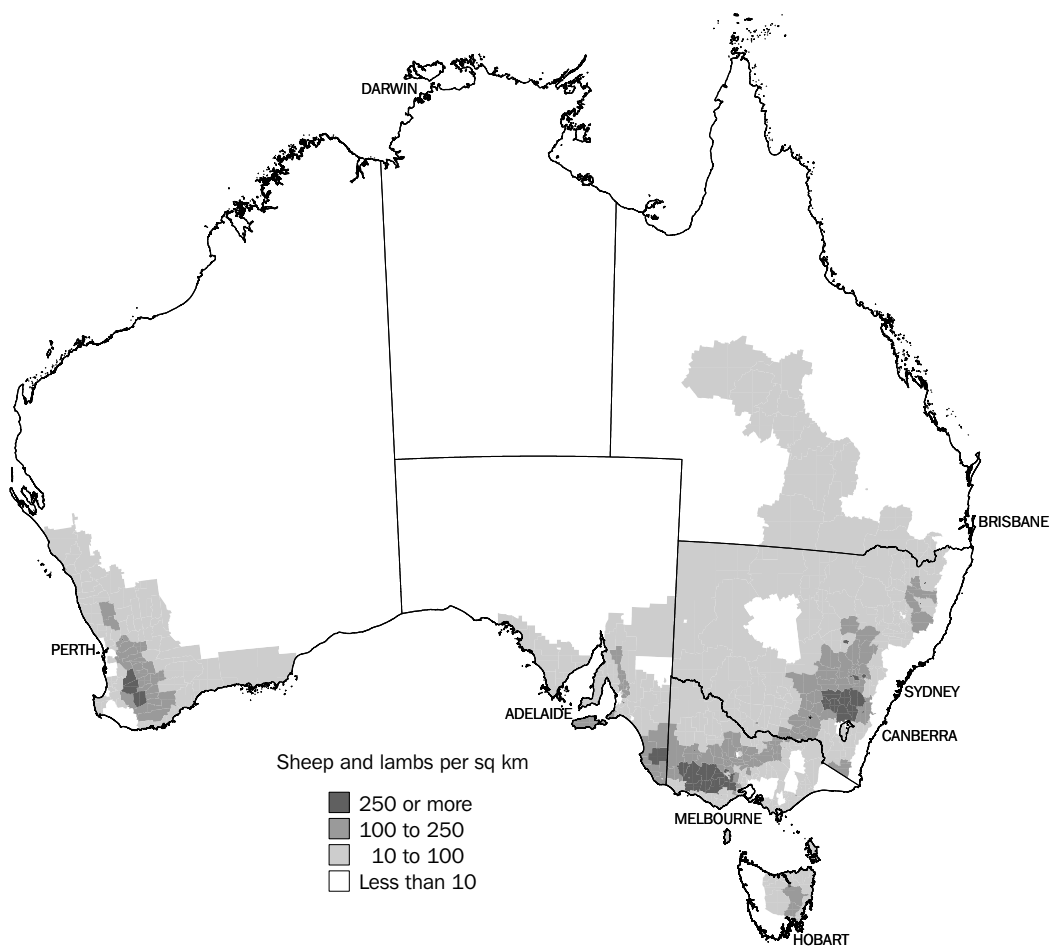 DARWIN
BRISBANE
PERTH
SYDNEY
ADELAIDE
CANBERRA
Sheep and lambs per sq km
250 or more
100 to 250
10 to 100
Less than 10
MELBOURNE
HOBART